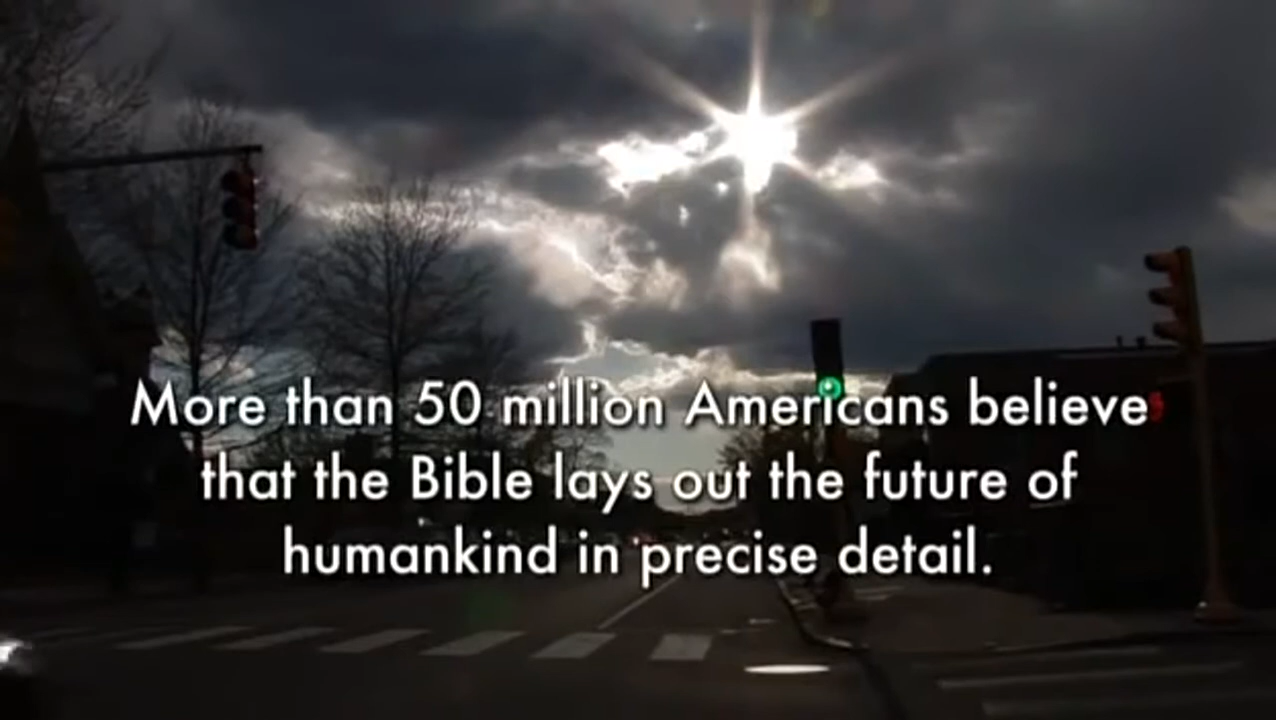 More than 50 million Americans believe
that the Bible lays out the future of
humankind in precise detail.